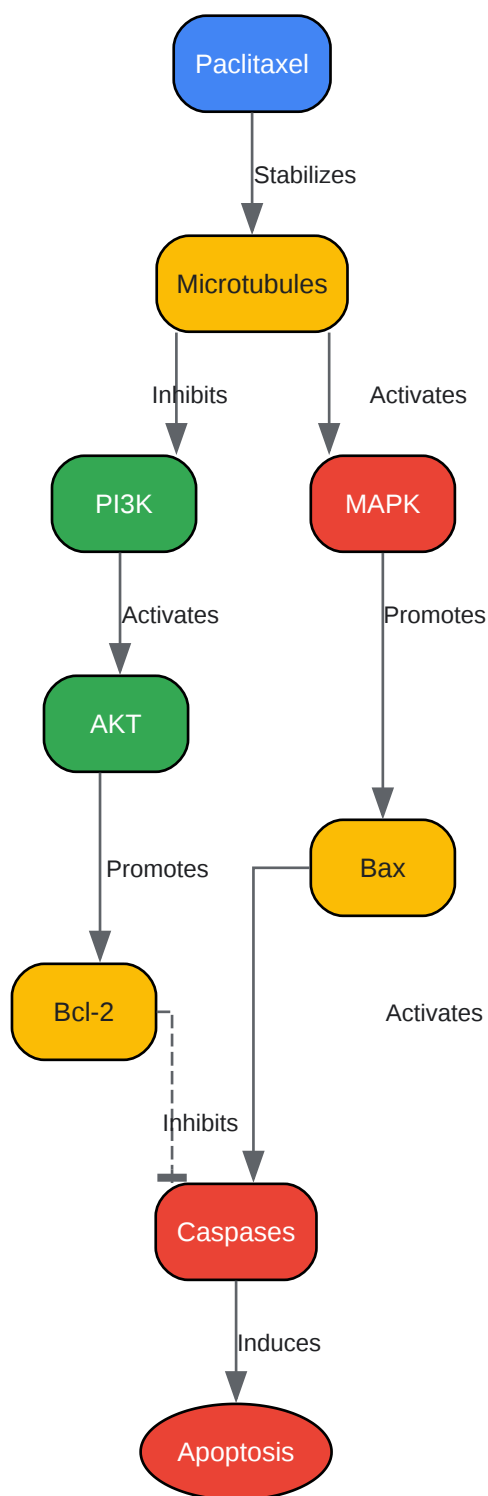 Paclitaxel
Stabilizes
Microtubules
Inhibits
Activates
PI3K
MAPK
Activates
Promotes
AKT
Promotes
Bax
Bcl-2
Activates
Inhibits
Caspases
Induces
Apoptosis